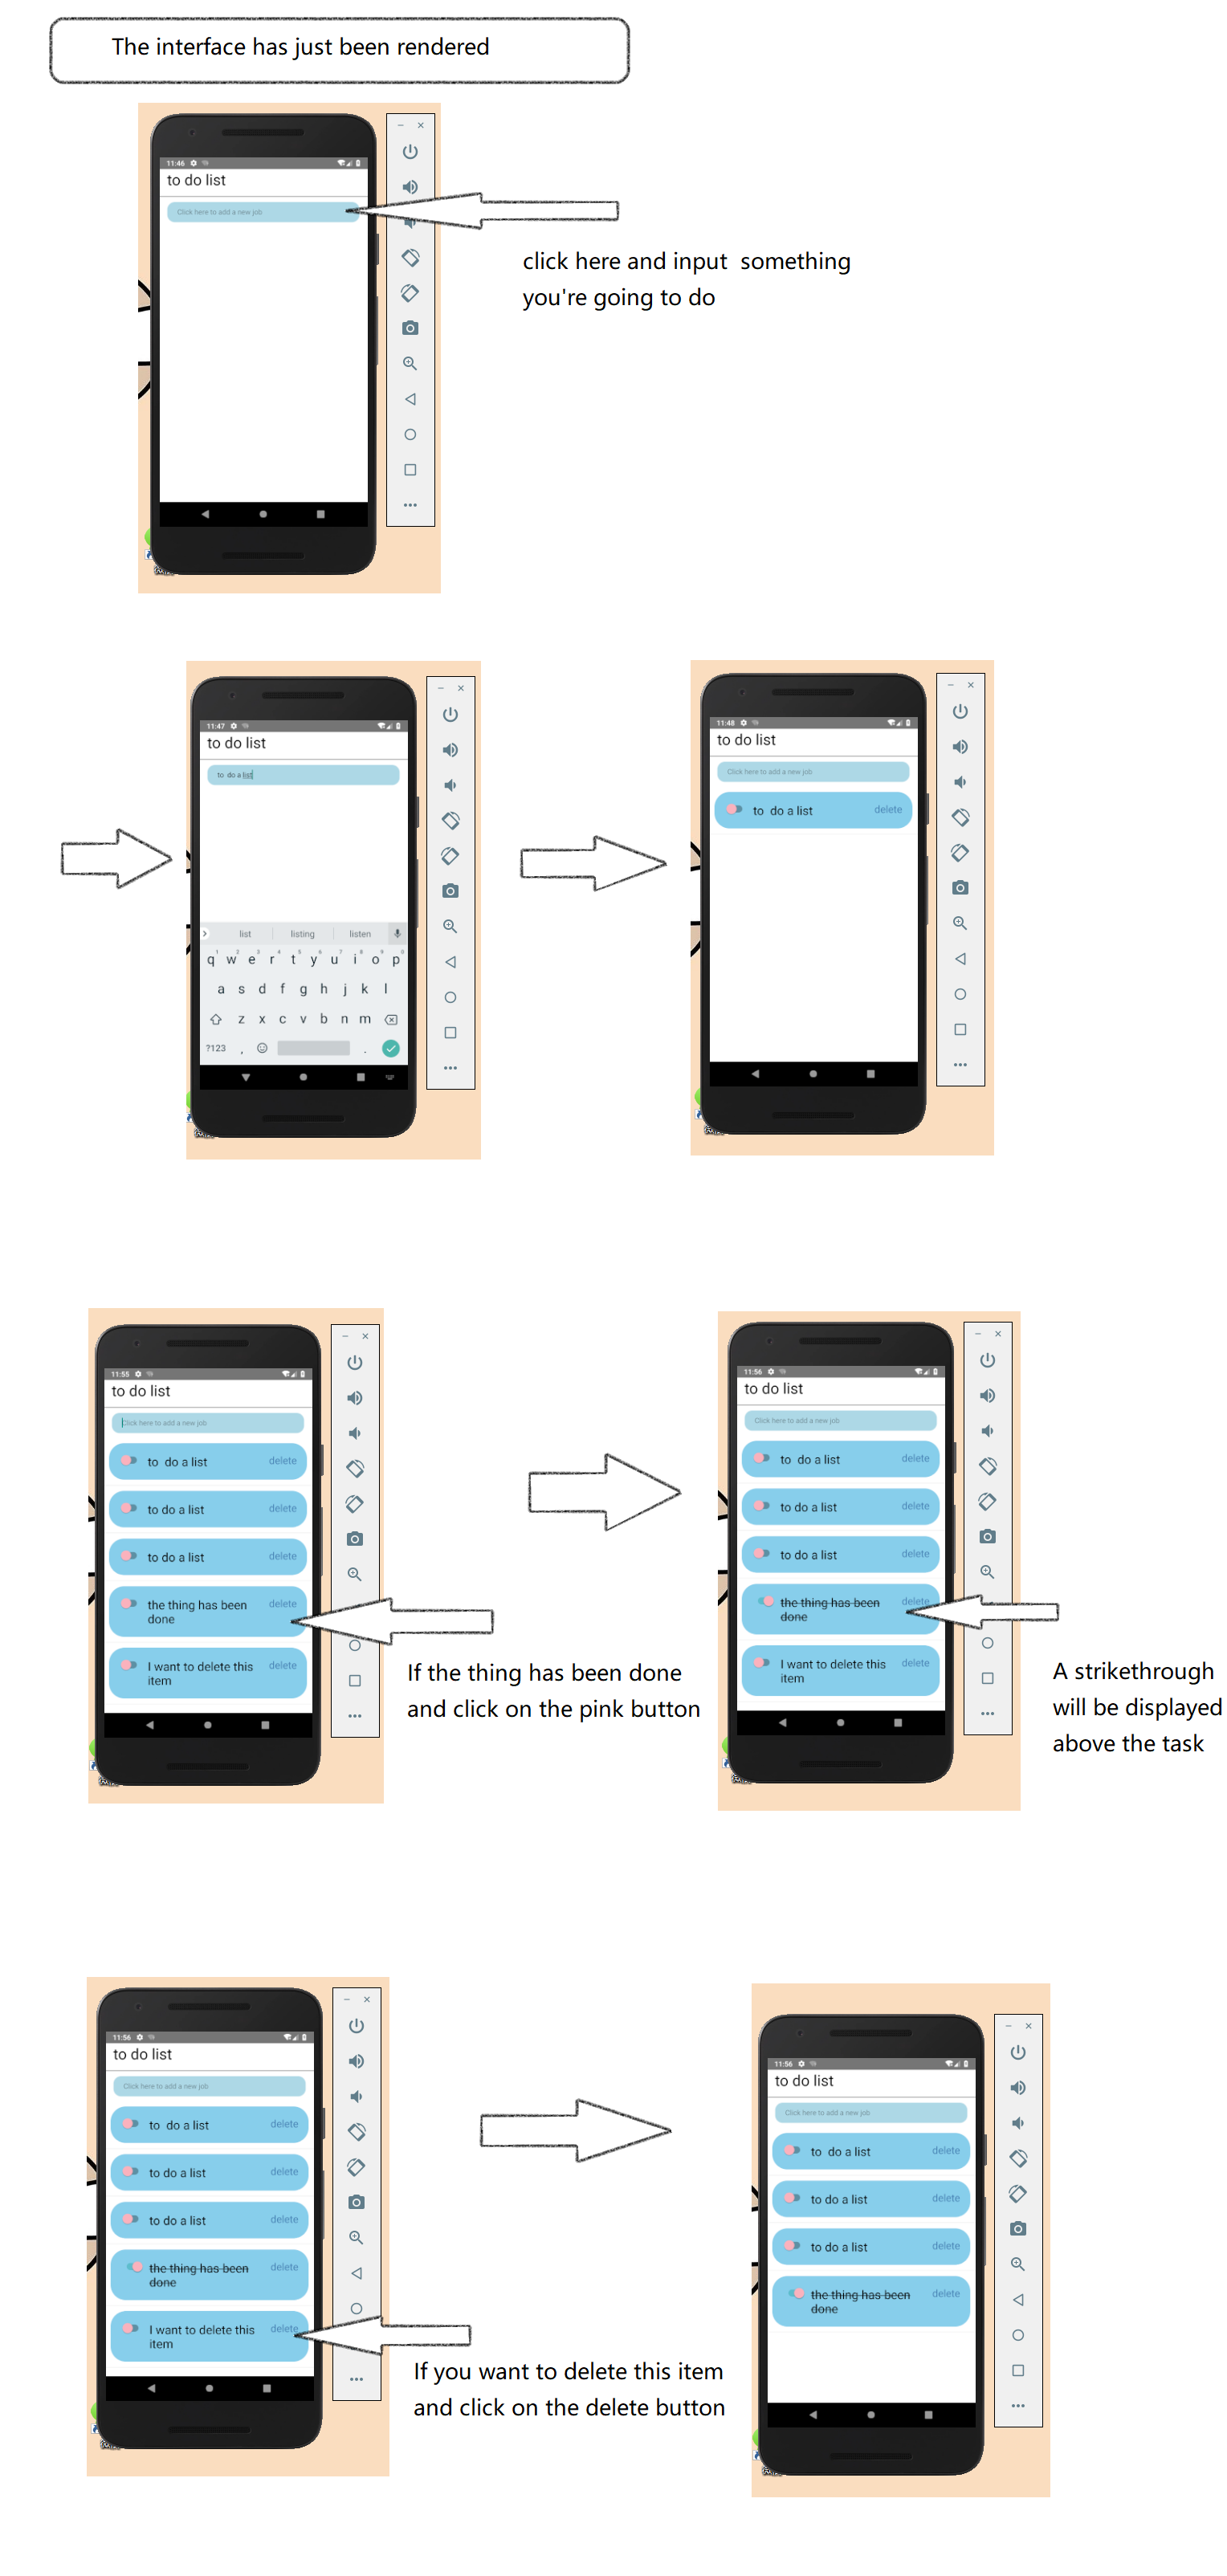 The interface has just been rendered
11:46
to do list
Click here to add a new job
click here and input something
you're going to do
11:47
to do list
to do a list
list listing listen
q w e r t y u i o p
a s d f g h j k l
z x c v b n m
?123 , .
11:48
to do list
Click here to add a new job
to do a list delete
11:55
to do list
Click here to add a new job
to do a list delete
to do a list delete
to do a list delete
the thing has been delete
done
I want to delete this delete
item
If the thing has been done
and click on the pink button
11:56
to do list
Click here to add a new job
to do a list delete
to do a list delete
to do a list delete
the thing has been delete
done
I want to delete this delete
item
A strikethrough
will be displayed
above the task
11:56
to do list
Click here to add a new job
to do a list delete
to do a list delete
to do a list delete
the thing has been delete
done
I want to delete this delete
item
If you want to delete this item
and click on the delete button
11:56
to do list
Click here to add a new job
to do a list delete
to do a list delete
to do a list delete
the thing has been delete
done